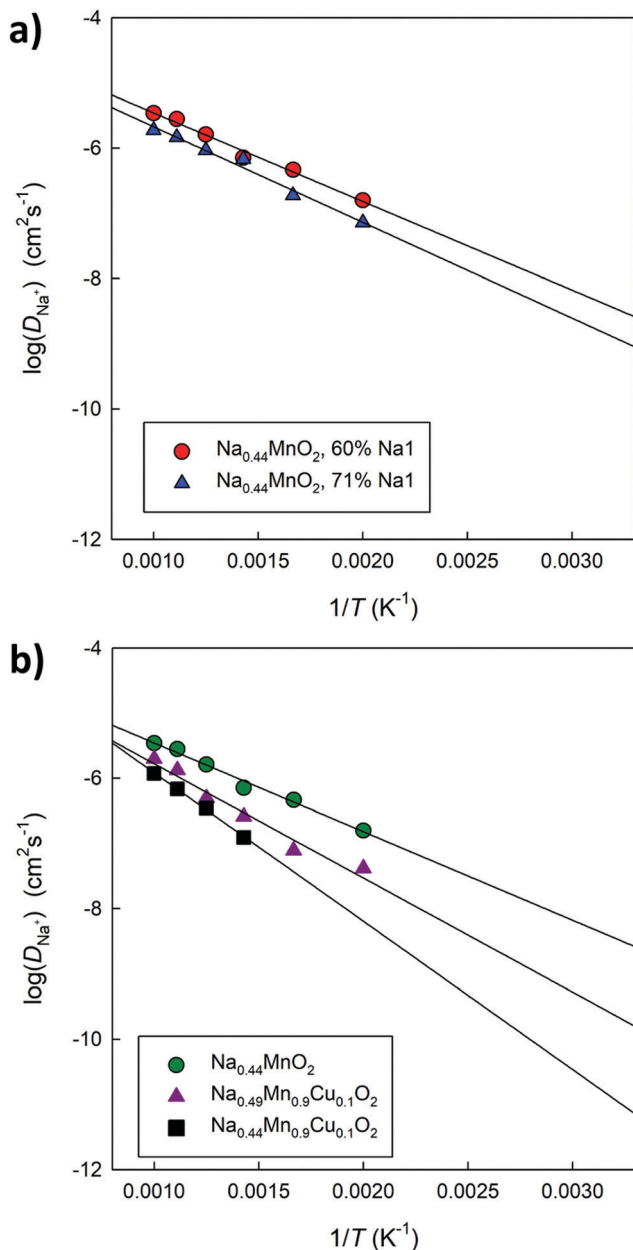 a)
-4
-6
-8
-10
-12
log(D_Na⁺) (cm²s⁻¹)
Na₀.₄₄MnO₂, 60% Na1
Na₀.₄₄MnO₂, 71% Na1
0.0010 0.0015 0.0020 0.0025 0.0030
1/T (K⁻¹)
b)
-4
-6
-8
-10
-12
log(D_Na⁺) (cm²s⁻¹)
Na₀.₄₄MnO₂
Na₀.₄₉Mn₀.₉Cu₀.₁O₂
Na₀.₄₄Mn₀.₉Cu₀.₁O₂
0.0010 0.0015 0.0020 0.0025 0.0030
1/T (K⁻¹)